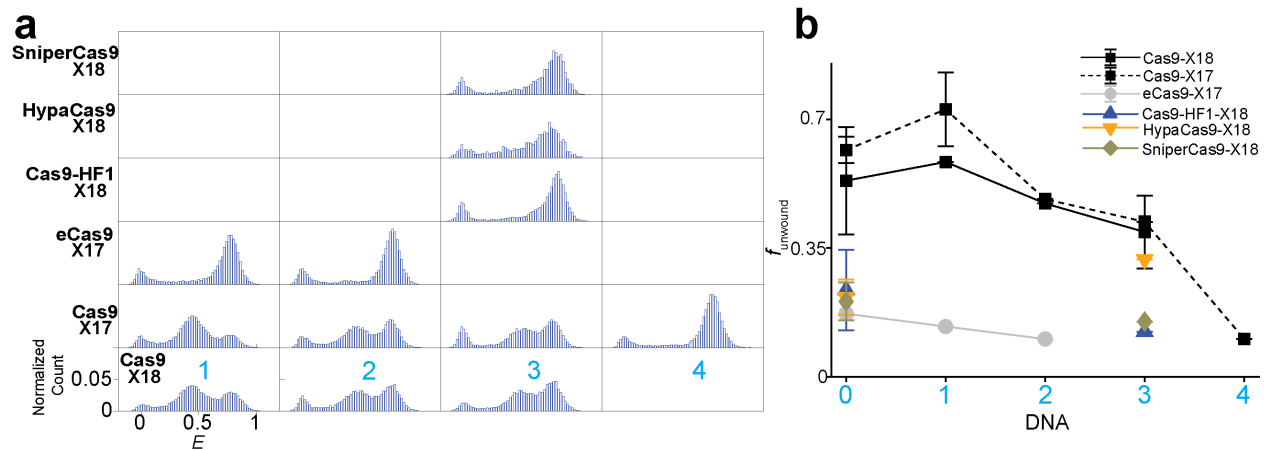 a
SniperCas9
X18
HypaCas9
X18
Cas9-HF1
X18
eCas9
X17
Cas9
X17
Cas9
X18
1
2
3
4
Normalized
Count
0.05
0
0
0.5
1
E
b
Cas9-X18
Cas9-X17
eCas9-X17
Cas9-HF1-X18
HypaCas9-X18
SniperCas9-X18
0.7
0.35
0
funwound
0
1
2
3
4
DNA